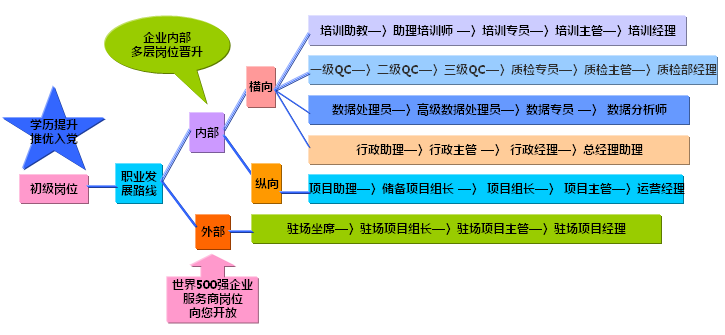 企业内部
多层岗位晋升
学历提升
推优入党
初级岗位
职业发
展路线
内部
外部
横向
纵向
培训助教—〉助理培训师 —〉培训专员—〉培训主管—〉培训经理
一级QC—〉二级QC—〉三级QC—〉质检专员—〉质检主管—〉质检部经理
数据处理员—〉高级数据处理员—〉数据专员 —〉 数据分析师
行政助理—〉行政主管 —〉 行政经理—〉总经理助理
项目助理—〉储备项目组长 —〉 项目组长—〉 项目主管—〉运营经理
驻场坐席—〉驻场项目组长—〉驻场项目主管—〉驻场项目经理
世界500强企业
服务商岗位
向您开放